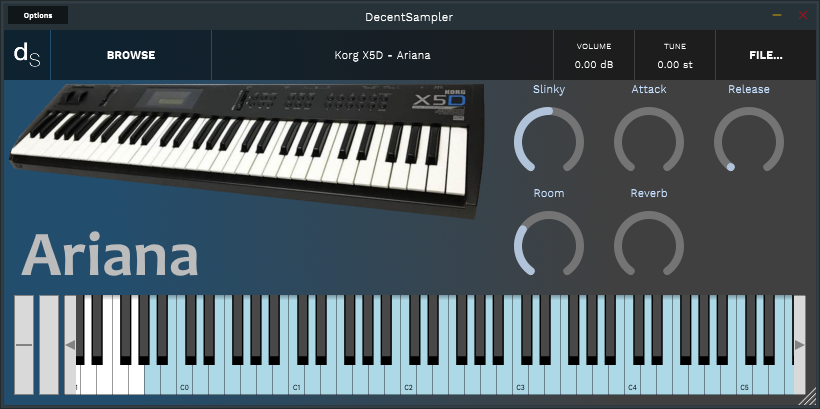 Options
DecentSampler
dS
BROWSE
Korg X5D - Ariana
VOLUME
0.00 dB
TUNE
0.00 st
FILE...
KORG
X5D
Slinky
Attack
Release
Room
Reverb
Ariana
C0
C1
C2
C3
C4
C5